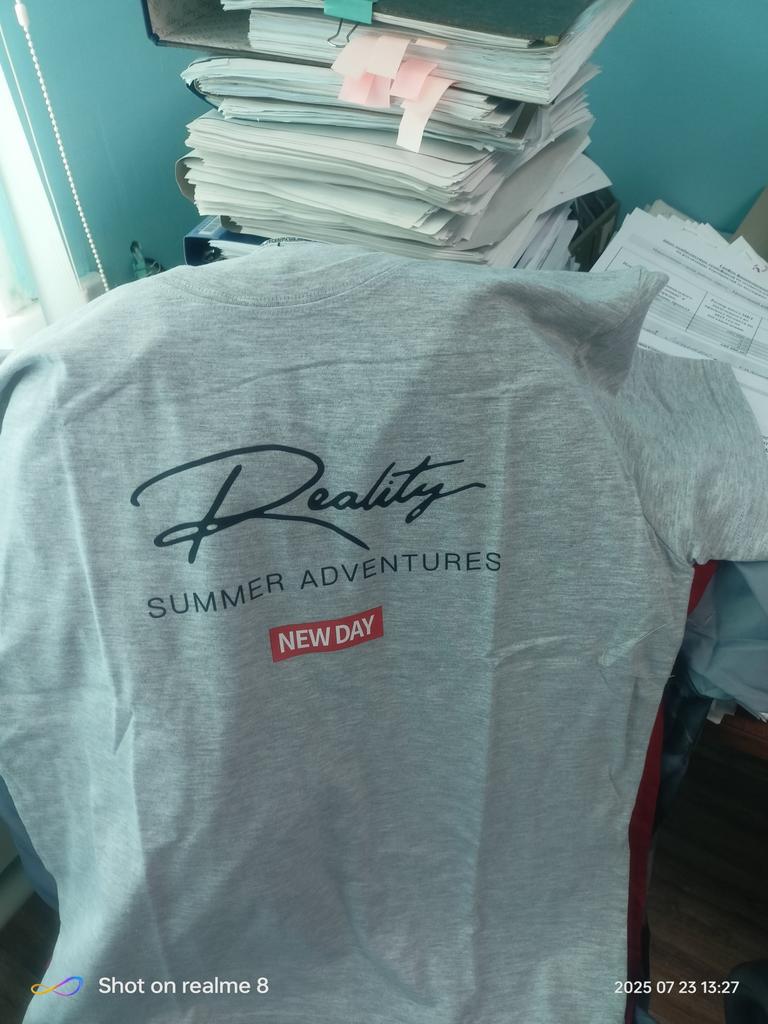 Reality
SUMMER ADVENTURES
NEW DAY
Shot on realme 8
2025 07 23 13:27